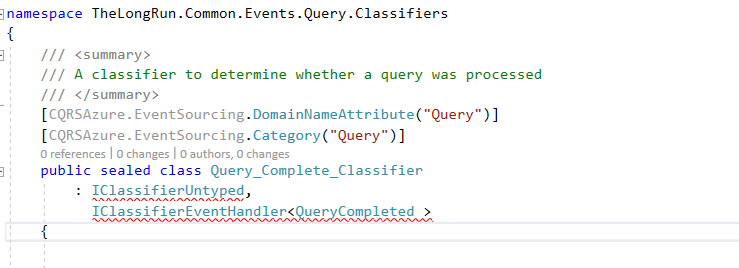 namespace TheLongRun.Common.Events.Query.Classifiers
{
/// <summary>
/// A classifier to determine whether a query was processed
/// </summary>
[CQRSAzure.EventSourcing.DomainNameAttribute("Query")]
[CQRSAzure.EventSourcing.Category("Query")]
0 references | 0 changes | 0 authors, 0 changes
public sealed class Query_Complete_Classifier
: IClassifierUntyped,
IClassifierEventHandler<QueryCompleted >
{